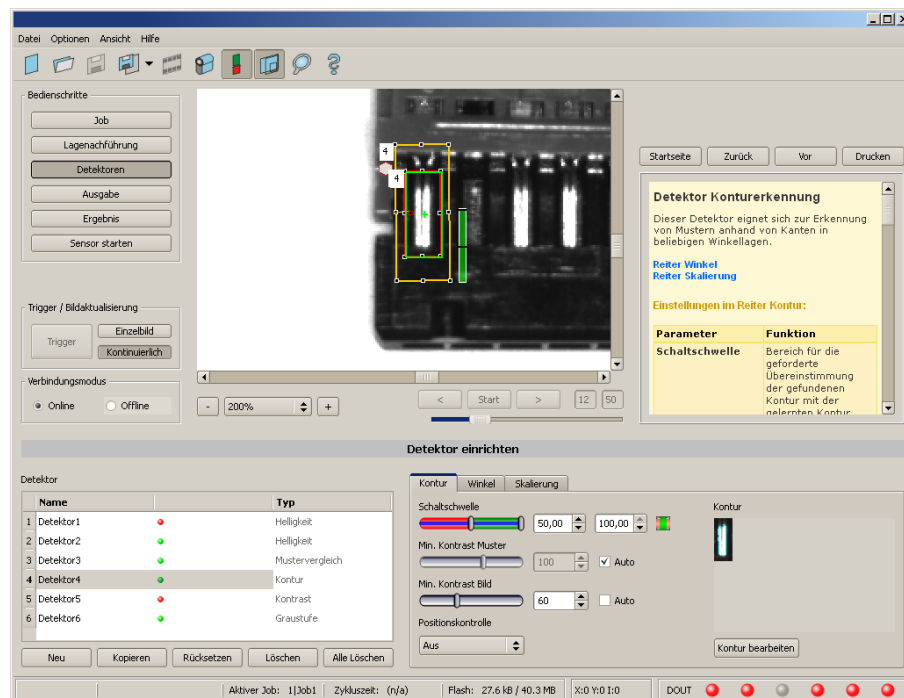 Datei Optionen Ansicht Hilfe
Bedienschritte
Job
Lagenachführung
Detektoren
Ausgabe
Ergebnis
Sensor starten
Trigger / Bildaktualisierung
Trigger
Einzelbild
Kontinuierlich
Verbindungsmodus
Online Offline
4
4
- 200% +
< Start > 12 50
Startseite Zurück Vor Drucken
Detektor Konturerkennung
Dieser Detektor eignet sich zur Erkennung
von Mustern anhand von Kanten in
beliebigen Winkellagen.
Reiter Winkel
Reiter Skalierung
Einstellungen im Reiter Kontur:
Parameter Funktion
Schaltschwelle Bereich für die
geforderte
Übereinstimmung
der gefundenen
Kontur mit der
gelernten Kontur
Detektor einrichten
Detektor
Name Typ
1 Detektor1 Helligkeit
2 Detektor2 Helligkeit
3 Detektor3 Mustervergleich
4 Detektor4 Kontur
5 Detektor5 Kontrast
6 Detektor6 Graustufe
Neu Kopieren Rücksetzen Löschen Alle Löschen
Kontur Winkel Skalierung
Schaltschwelle
50,00 100,00
Min. Kontrast Muster
100 Auto
Min. Kontrast Bild
60 Auto
Positionskontrolle
Aus
Kontur
Kontur bearbeiten
Aktiver Job: 1|Job1 Zykluszeit: (n/a) Flash: 27.6 kB / 40.3 MB X:0 Y:0 I:0 DOUT